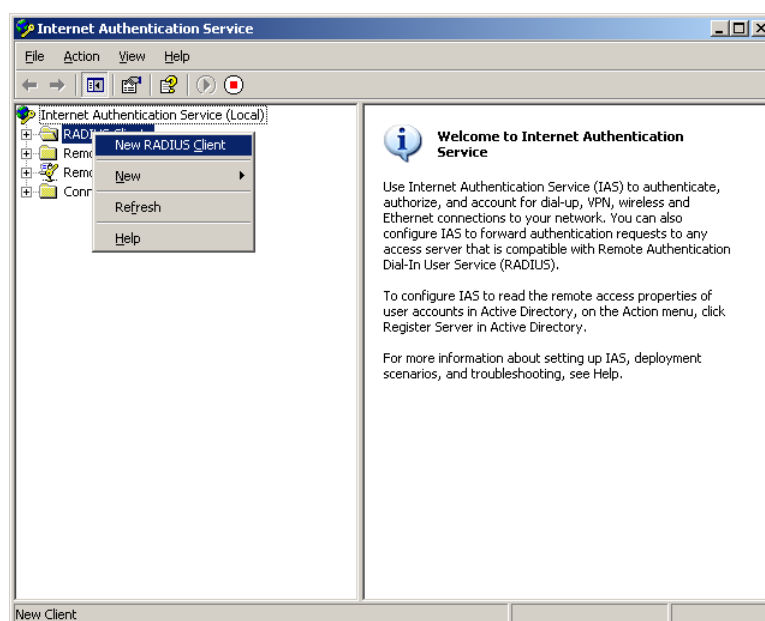 Internet Authentication Service
File Action View Help
Internet Authentication Service (Local)
New RADIUS Client
New
Refresh
Help
Welcome to Internet Authentication
Service
Use Internet Authentication Service (IAS) to authenticate,
authorize, and account for dial-up, VPN, wireless and
Ethernet connections to your network. You can also
configure IAS to forward authentication requests to any
access server that is compatible with Remote Authentication
Dial-In User Service (RADIUS).
To configure IAS to read the remote access properties of
user accounts in Active Directory, on the Action menu, click
Register Server in Active Directory.
For more information about setting up IAS, deployment
scenarios, and troubleshooting, see Help.
New Client